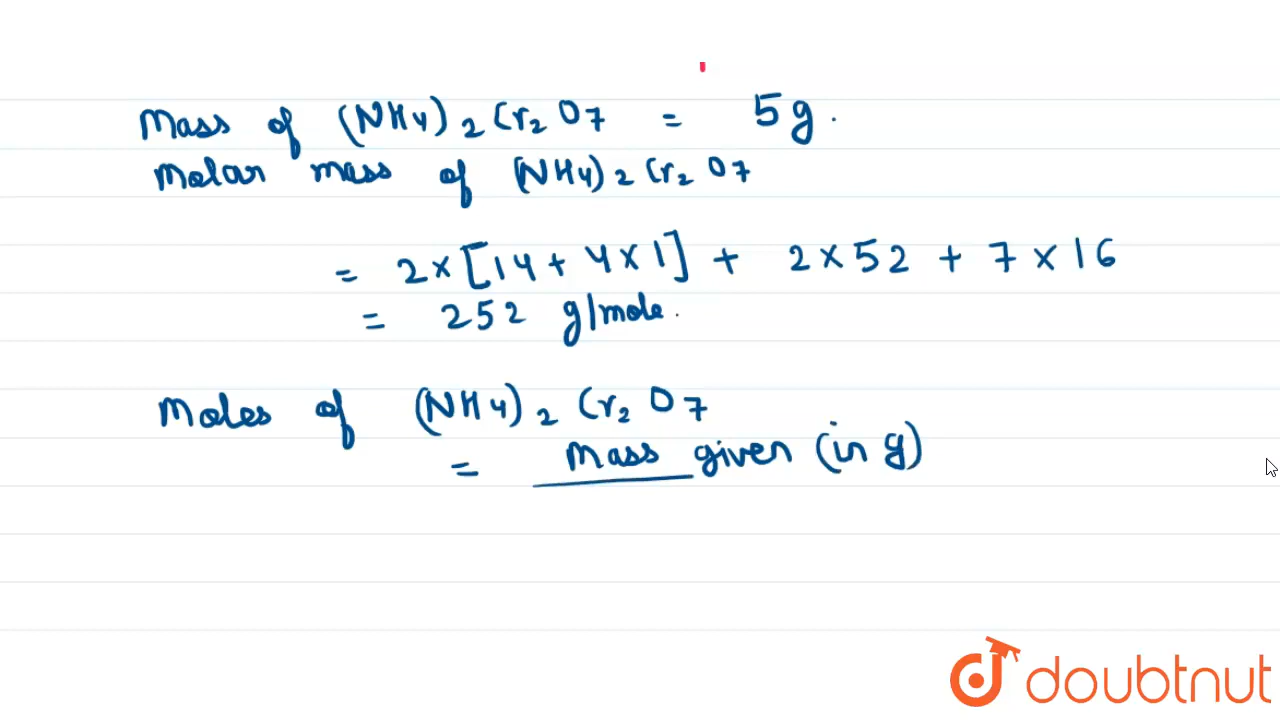 Mass of (NH4)2Cr2O7 = 5g.
Molar mass of (NH4)2Cr2O7
= 2×[14+4×1] + 2×52 + 7×16
= 252 g/mole.
Moles of (NH4)2Cr2O7
= Mass given (in g)
doubtnut